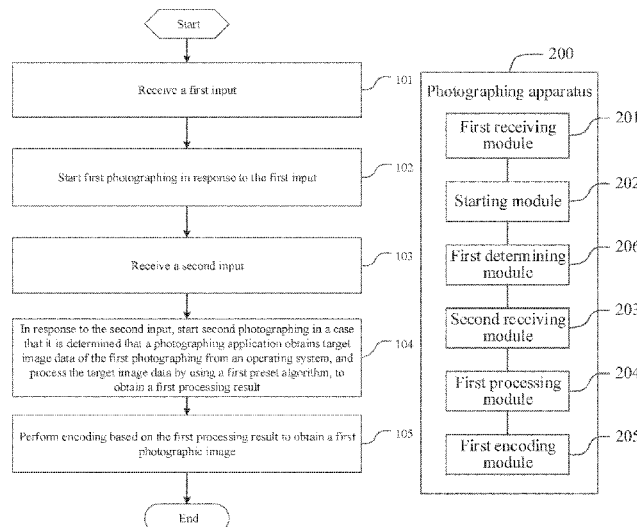 Start
Receive a first input
101
Start first photographing in response to the first input
102
Receive a second input
103
In response to the second input, start second photographing in a case
that it is determined that a photographing application obtains target
image data of the first photographing from an operating system, and
process the target image data by using a first preset algorithm, to
obtain a first processing result
104
Perform encoding based on the first processing result to obtain a first
photographic image
105
End
200
Photographing apparatus
First receiving
module
201
Starting module
202
First determining
module
206
Second receiving
module
203
First processing
module
204
First encoding
module
205